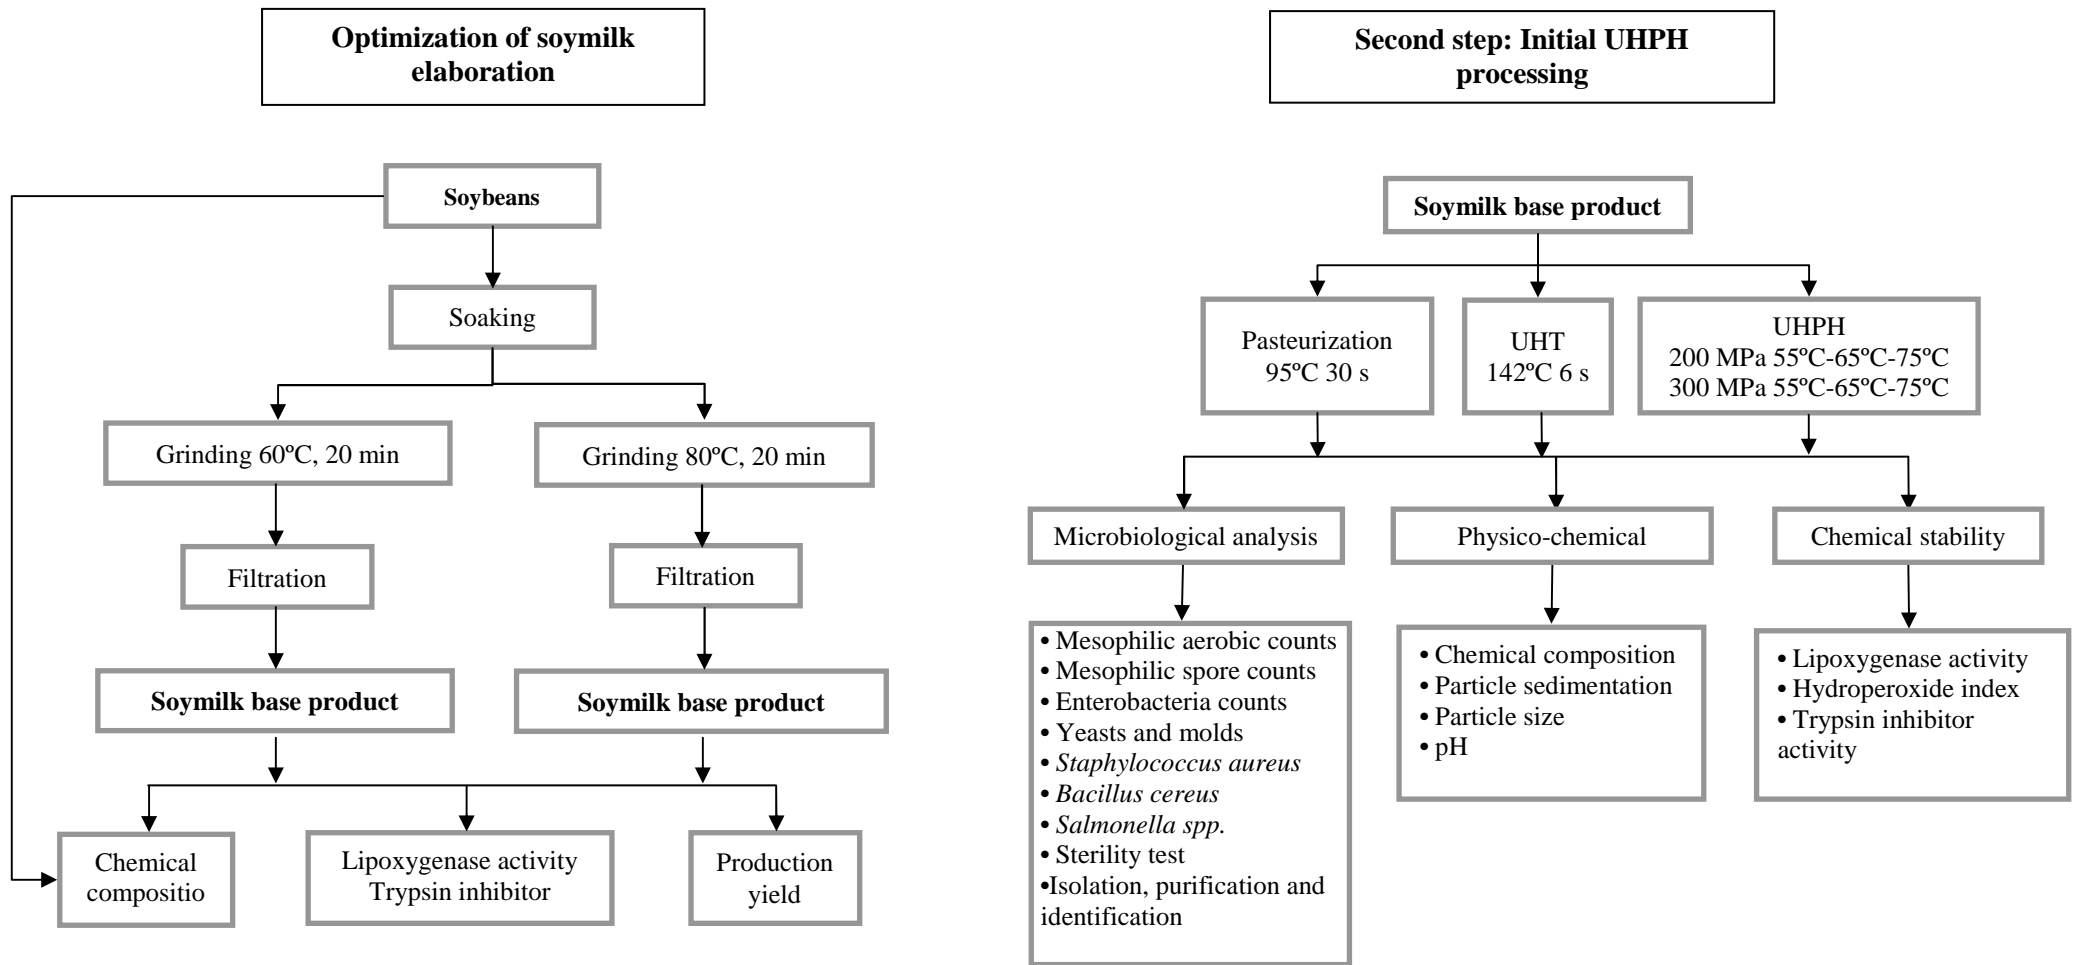 Optimization of soymilk
elaboration
Soybeans
Soaking
Grinding 60ºC, 20 min
Grinding 80ºC, 20 min
Filtration
Filtration
Soymilk base product
Soymilk base product
Chemical
compositio
Lipoxygenase activity
Trypsin inhibitor
Production
yield
Second step: Initial UHPH
processing
Soymilk base product
Pasteurization
95ºC 30 s
UHT
142ºC 6 s
UHPH
200 MPa 55ºC-65ºC-75ºC
300 MPa 55ºC-65ºC-75ºC
Microbiological analysis
Physico-chemical
Chemical stability
• Mesophilic aerobic counts
• Mesophilic spore counts
• Enterobacteria counts
• Yeasts and molds
• Staphylococcus aureus
• Bacillus cereus
• Salmonella spp.
• Sterility test
•Isolation, purification and
identification
• Chemical composition
• Particle sedimentation
• Particle size
• pH
• Lipoxygenase activity
• Hydroperoxide index
• Trypsin inhibitor
activity